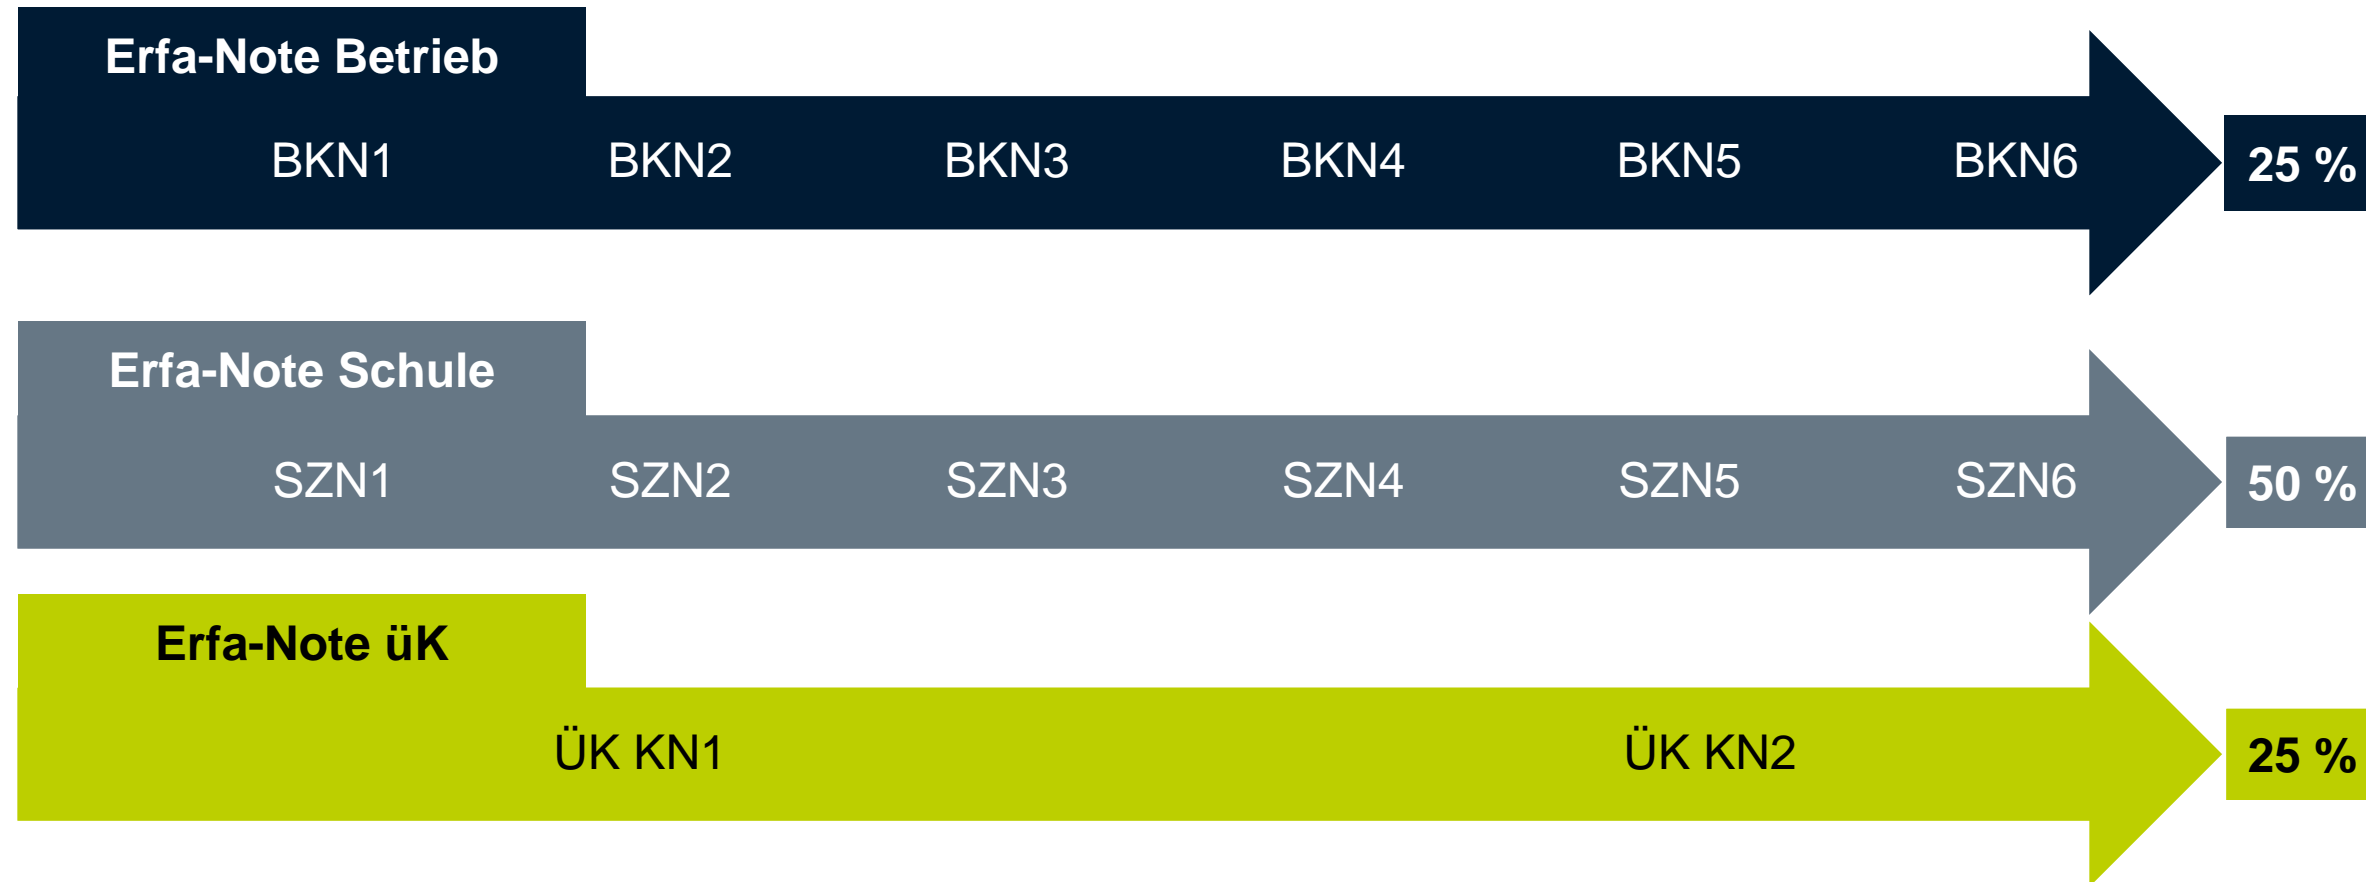 Erfa-Note Betrieb
BKN1 BKN2 BKN3 BKN4 BKN5 BKN6 25 %
Erfa-Note Schule
SZN1 SZN2 SZN3 SZN4 SZN5 SZN6 50 %
Erfa-Note üK
ÜK KN1 ÜK KN2 25 %